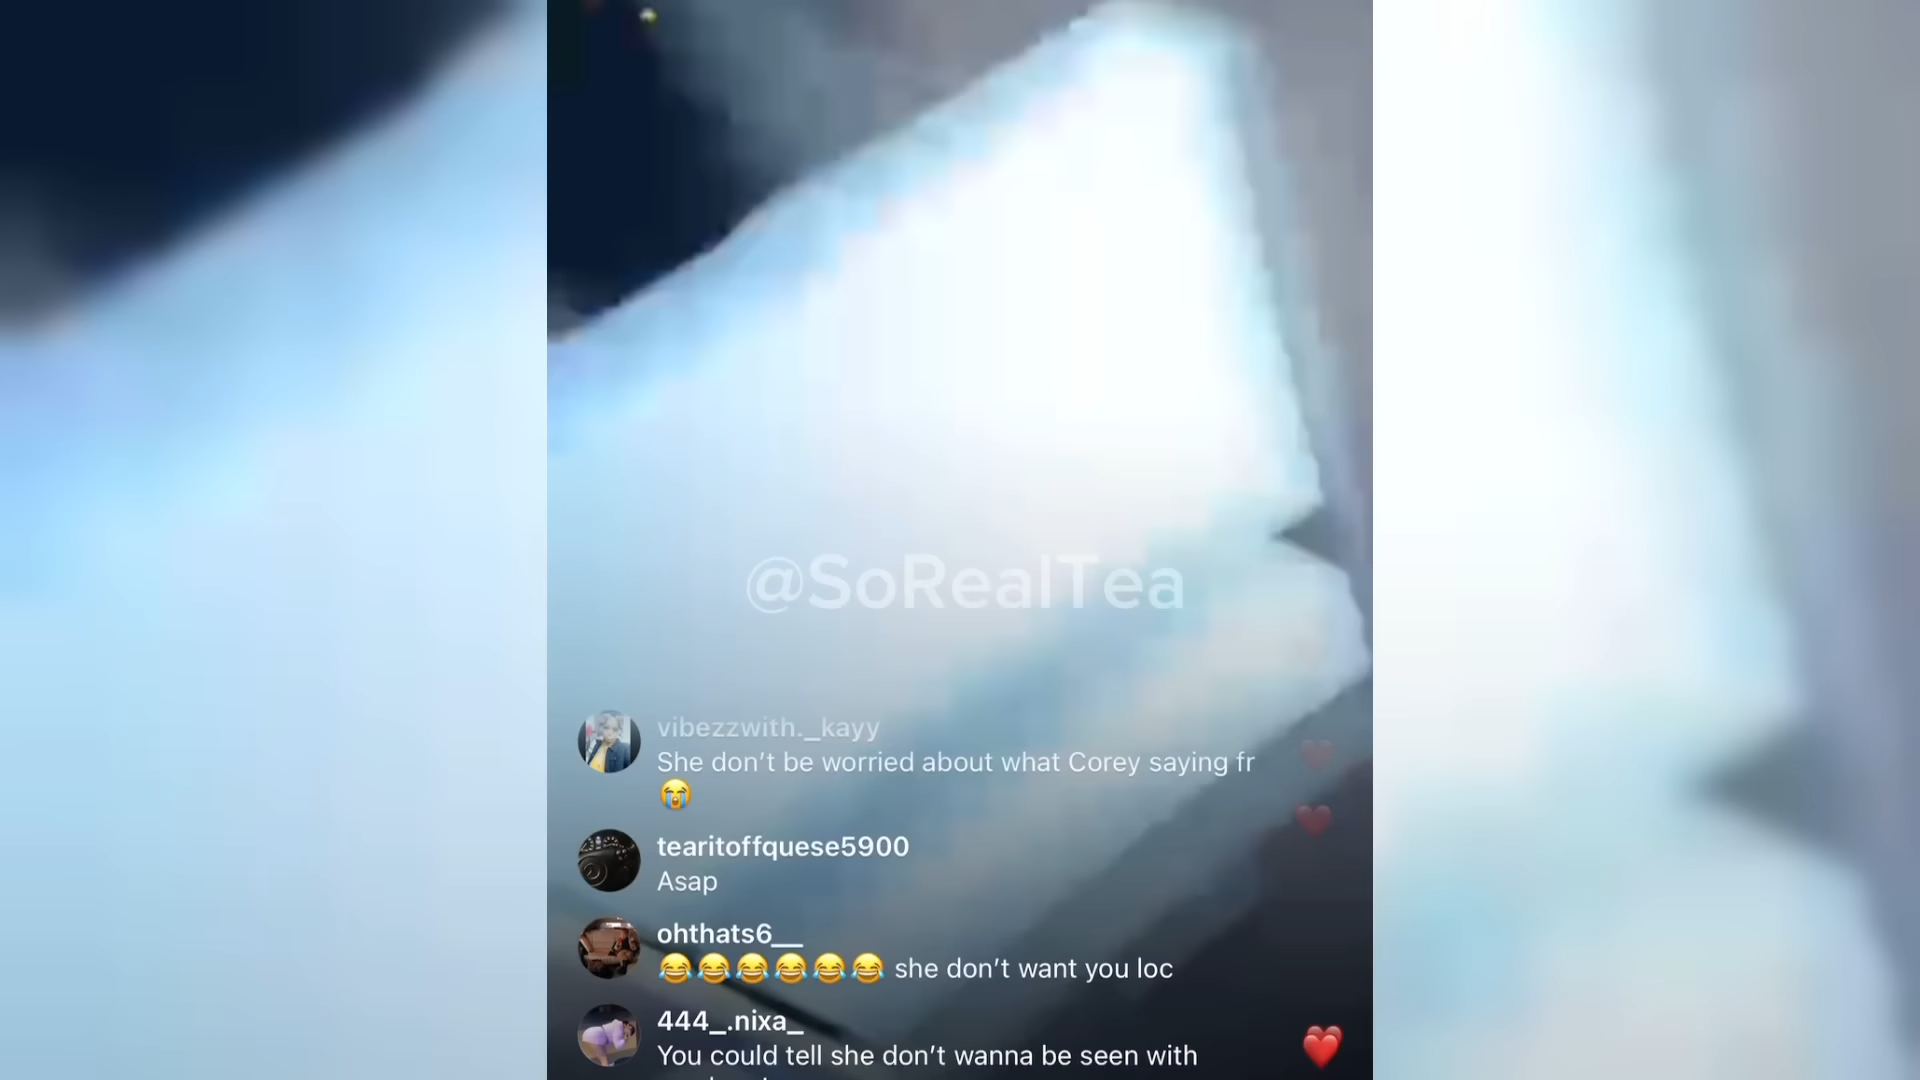 @SoRealTea
vibezzwith._kayy
She don’t be worried about what Corey saying fr
😭
tearitoffquese5900
Asap
ohthats6__
😂😂😂😂😂😂 she don’t want you loc
444_.nixa_
You could tell she don’t wanna be seen with